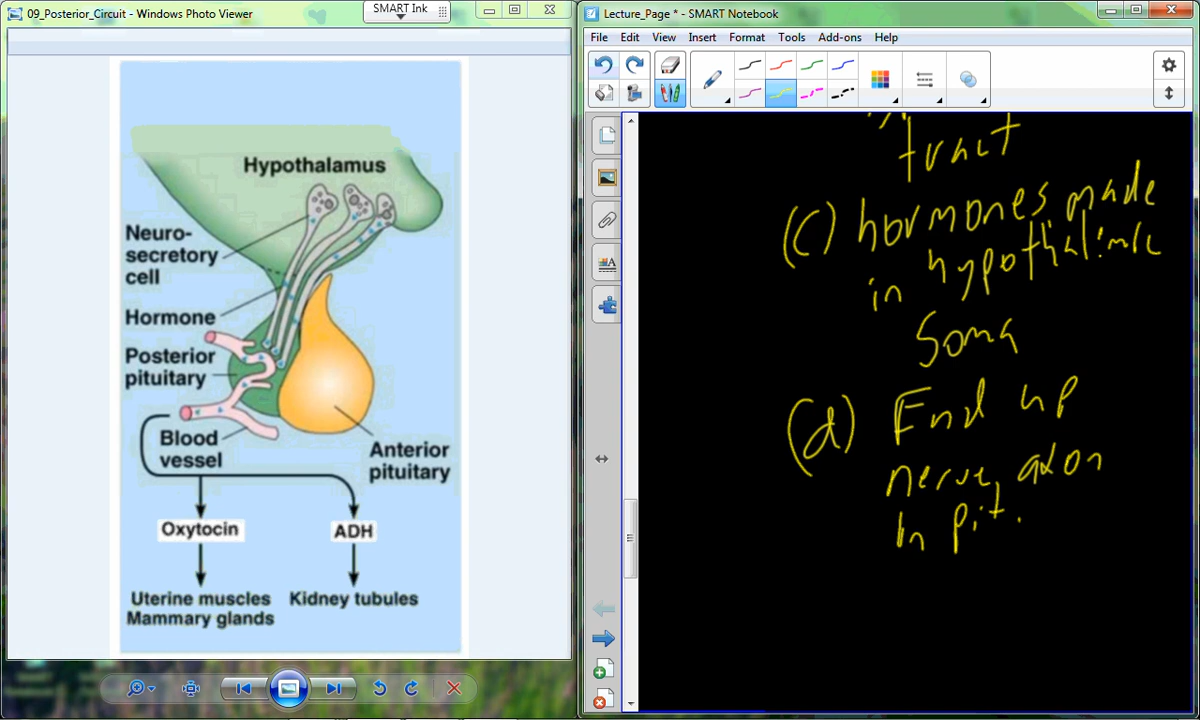 09_Posterior_Circuit - Windows Photo Viewer
SMART Ink
Hypothalamus
Neuro-
secretory
cell
Hormone
Posterior
pituitary
Blood
vessel
Anterior
pituitary
Oxytocin
ADH
Uterine muscles
Mammary glands
Kidney tubules
Lecture_Page * - SMART Notebook
File Edit View Insert Format Tools Add-ons Help
tract
(c) hormones made
in
soma
(d) End up
nerve axon
in pit.